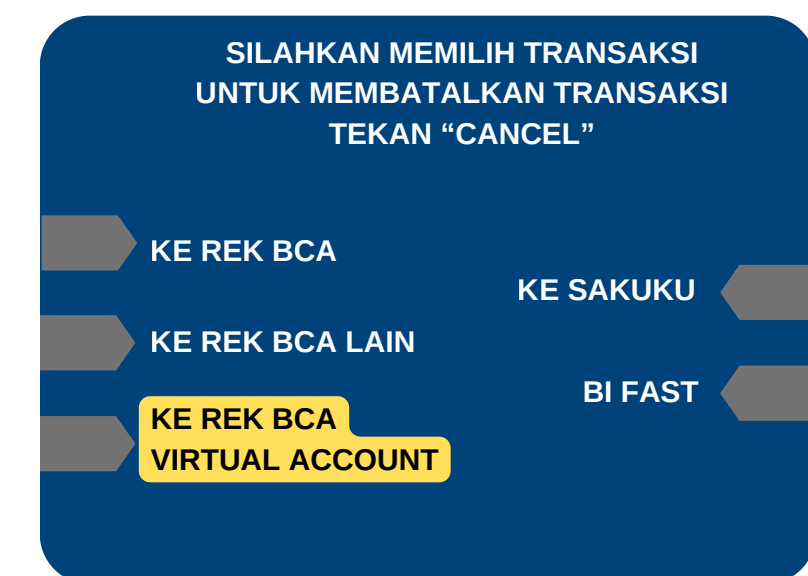 SILAHKAN MEMILIH TRANSAKSI
UNTUK MEMBATALKAN TRANSAKSI
TEKAN “CANCEL”
KE REK BCA
KE REK BCA LAIN
KE REK BCA
VIRTUAL ACCOUNT
KE SAKUKU
BI FAST